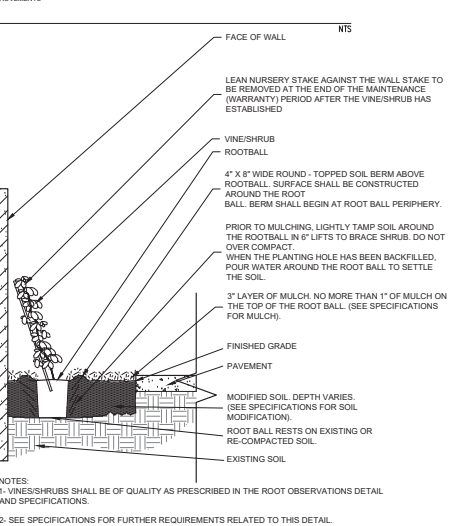 NTS
FACE OF WALL
LEAN NURSERY STAKE AGAINST THE WALL STAKE TO
BE REMOVED AT THE END OF THE MAINTENANCE
(WARRANTY) PERIOD AFTER THE VINE/SHRUB HAS
ESTABLISHED
VINE/SHRUB
ROOTBALL
4" X 8" WIDE ROUND - TOPPED SOIL BERM ABOVE
ROOTBALL. SURFACE SHALL BE CONSTRUCTED
AROUND THE ROOT
BALL. BERM SHALL BEGIN AT ROOT BALL PERIPHERY.
PRIOR TO MULCHING, LIGHTLY TAMP SOIL AROUND
THE ROOTBALL IN 6" LIFTS TO BRACE SHRUB. DO NOT
OVER COMPACT.
WHEN THE PLANTING HOLE HAS BEEN BACKFILLED,
POUR WATER AROUND THE ROOT BALL TO SETTLE
THE SOIL.
3" LAYER OF MULCH. NO MORE THAN 1" OF MULCH ON
THE TOP OF THE ROOT BALL. (SEE SPECIFICATIONS
FOR MULCH).
FINISHED GRADE
PAVEMENT
MODIFIED SOIL. DEPTH VARIES.
(SEE SPECIFICATIONS FOR SOIL
MODIFICATION).
ROOT BALL RESTS ON EXISTING OR
RE-COMPACTED SOIL.
EXISTING SOIL
NOTES:
1- VINES/SHRUBS SHALL BE OF QUALITY AS PRESCRIBED IN THE ROOT OBSERVATIONS DETAIL
AND SPECIFICATIONS.
2- SEE SPECIFICATIONS FOR FURTHER REQUIREMENTS RELATED TO THIS DETAIL.